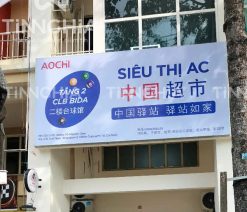 AOCHI
TẦNG 2
CLB BIDA
二楼台球馆
SIÊU THỊ AC
中国超市
中国驿站 驿站如家